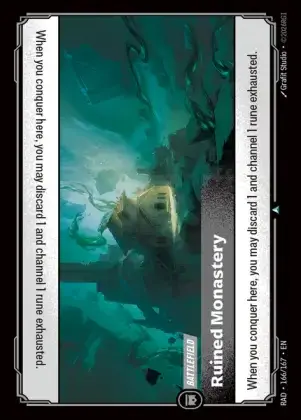 When you conquer here, you may discard 1 and channel 1 rune exhausted.
BATTLEFIELD
Ruined Monastery
When you conquer here, you may discard 1 and channel 1 rune exhausted.
RAD • 166/167 • EN
Grafit Studio • ©2026RGI